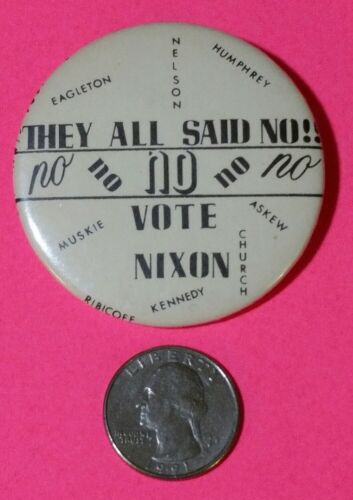 NELSON
HUMPHREY
EAGLETON
THEY ALL SAID NO!!
no no no no no
VOTE
NIXON
MUSKIE
ASKEW
CHURCH
KENNEDY
RIBICOFF
LIBERTY